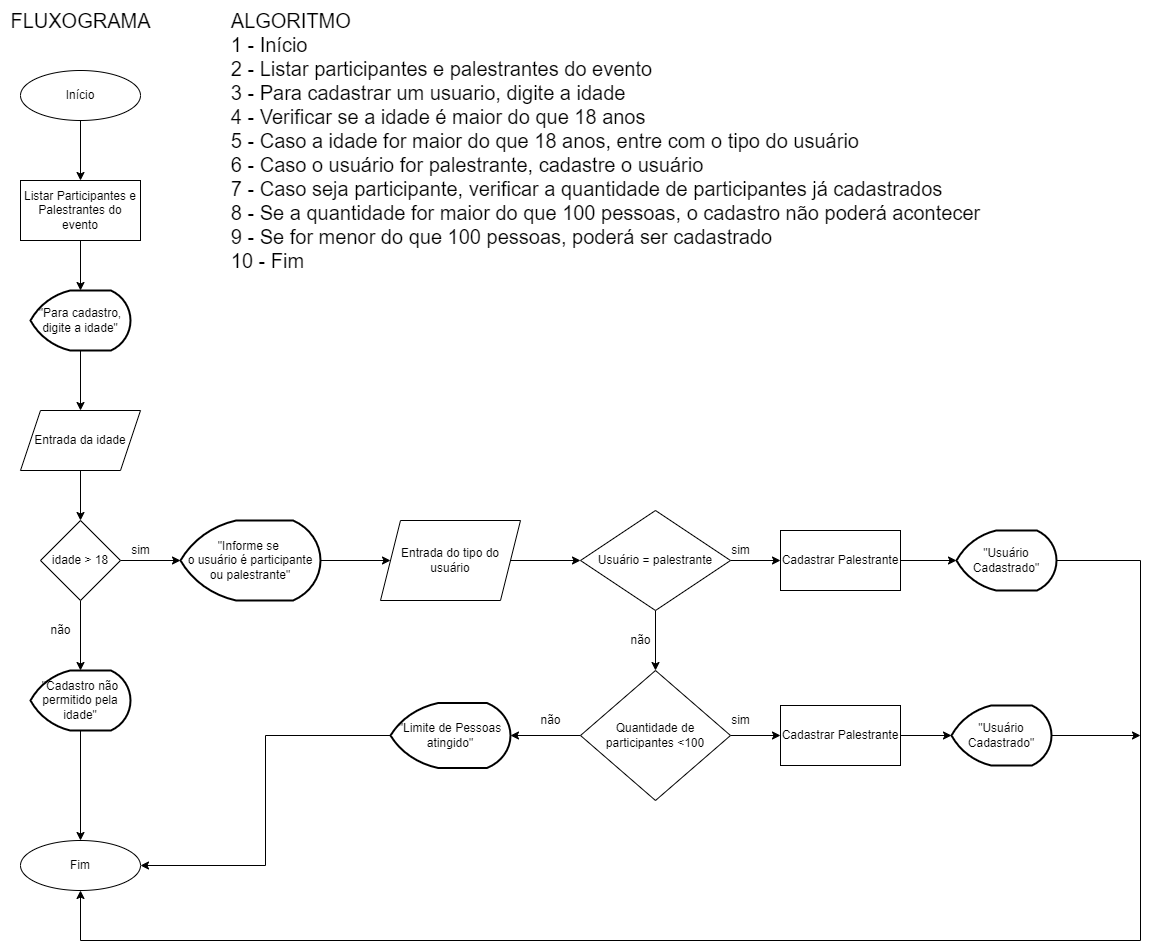 FLUXOGRAMA
ALGORITMO
1 - Início
2 - Listar participantes e palestrantes do evento
3 - Para cadastrar um usuario, digite a idade
4 - Verificar se a idade é maior do que 18 anos
5 - Caso a idade for maior do que 18 anos, entre com o tipo do usuário
6 - Caso o usuário for palestrante, cadastre o usuário
7 - Caso seja participante, verificar a quantidade de participantes já cadastrados
8 - Se a quantidade for maior do que 100 pessoas, o cadastro não poderá acontecer
9 - Se for menor do que 100 pessoas, poderá ser cadastrado
10 - Fim
Início
Listar Participantes e
Palestrantes do
evento
"Para cadastro,
digite a idade"
Entrada da idade
idade > 18
sim
"Informe se
o usuário é participante
ou palestrante"
Entrada do tipo do
usuário
Usuário = palestrante
sim
Cadastrar Palestrante
"Usuário
Cadastrado"
não
não
"Cadastro não
permitido pela
idade"
"Limite de Pessoas
atingido"
não
Quantidade de
participantes <100
sim
Cadastrar Palestrante
"Usuário
Cadastrado"
Fim